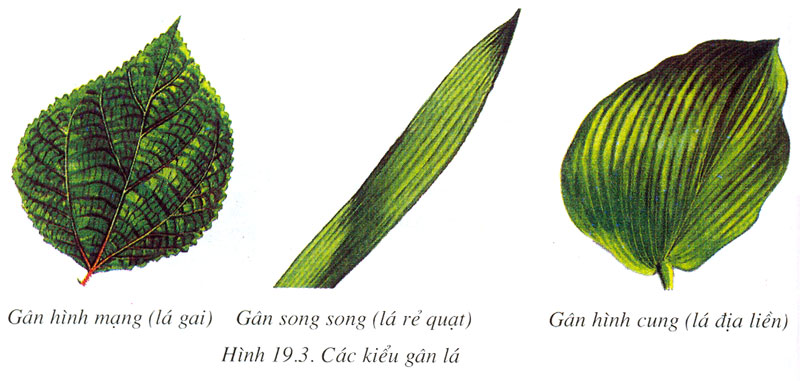 Gân hình mạng (lá gai)
Gân song song (lá rẻ quạt)
Gân hình cung (lá địa liền)
Hình 19.3. Các kiểu gân lá